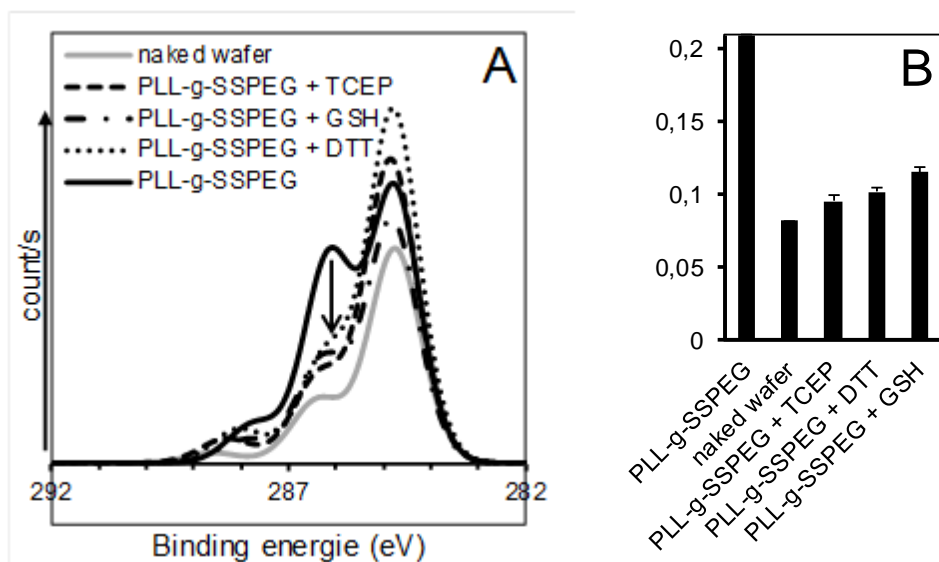 A
naked wafer
PLL-g-SSPEG + TCEP
PLL-g-SSPEG + GSH
PLL-g-SSPEG + DTT
PLL-g-SSPEG
count/s
292
287
282
Binding energie (eV)
B
0,2
0,15
0,1
0,05
0
PLL-g-SSPEG
naked wafer
PLL-g-SSPEG + TCEP
PLL-g-SSPEG + DTT
PLL-g-SSPEG + GSH